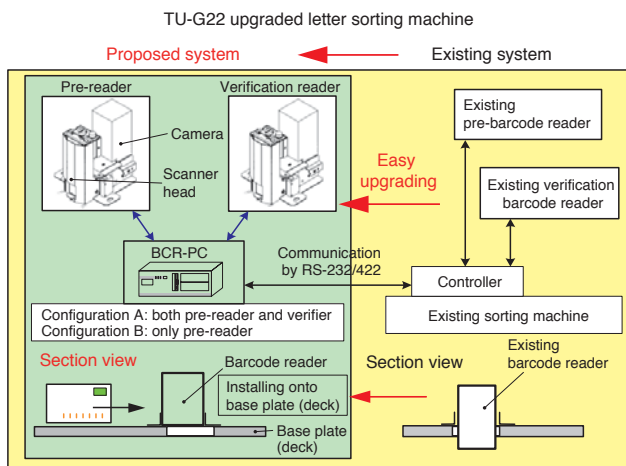 TU-G22 upgraded letter sorting machine
Proposed system
Existing system
Pre-reader
Verification reader
Camera
Scanner
head
Existing
pre-barcode reader
Easy
upgrading
Existing verification
barcode reader
BCR-PC
Communication
by RS-232/422
Controller
Configuration A: both pre-reader and verifier
Configuration B: only pre-reader
Existing sorting machine
Section view
Barcode reader
Installing onto
base plate (deck)
Base plate
(deck)
Section view
Existing
barcode reader